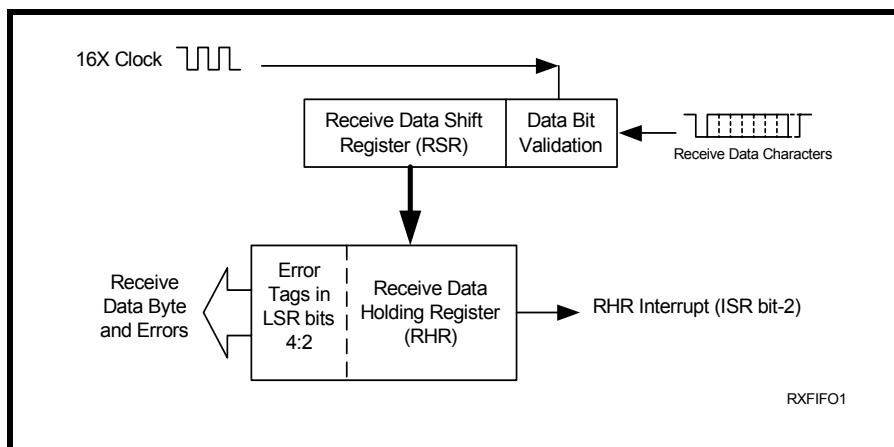 16X Clock
Receive Data Shift
Register (RSR)
Data Bit
Validation
Receive Data Characters
Receive
Data Byte
and Errors
Error
Tags in
LSR bits
4:2
Receive Data
Holding Register
(RHR)
RHR Interrupt (ISR bit-2)
RXFIFO1